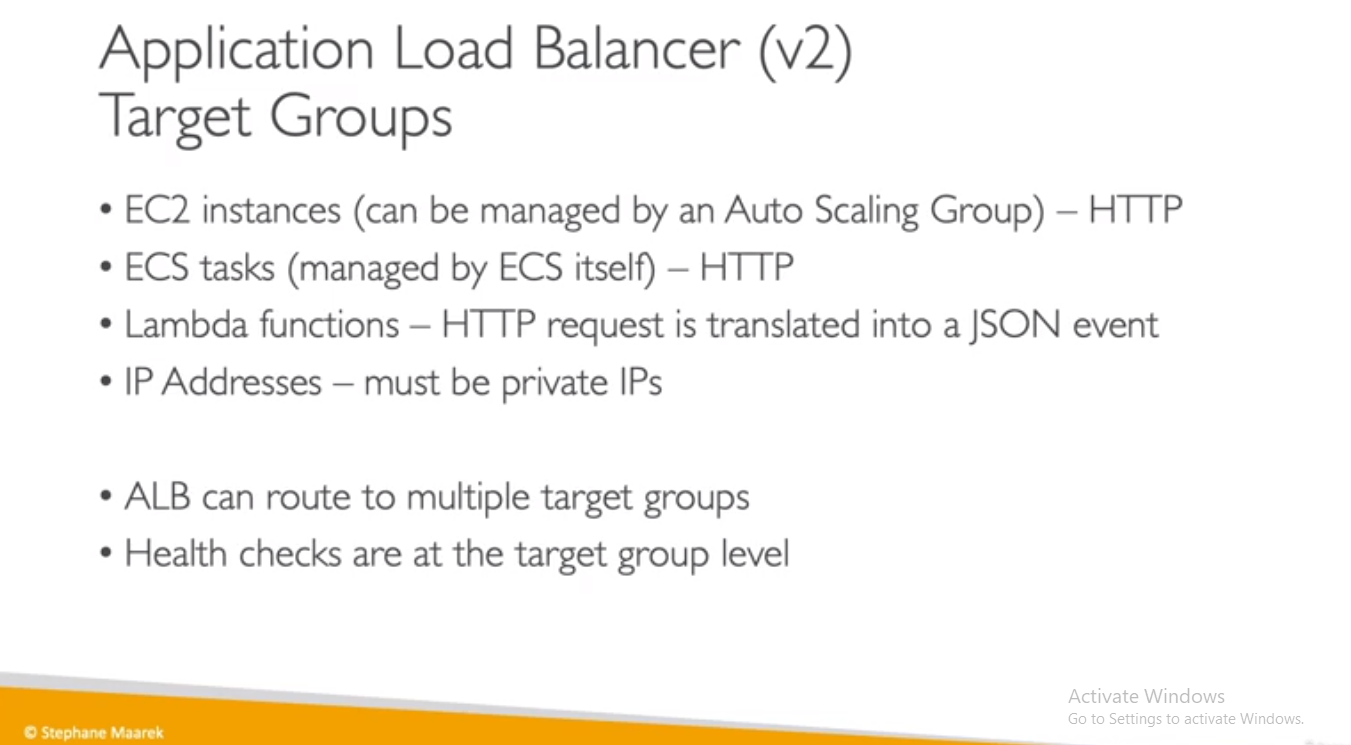 Application Load Balancer (v2)
Target Groups
• EC2 instances (can be managed by an Auto Scaling Group) – HTTP
• ECS tasks (managed by ECS itself) – HTTP
• Lambda functions – HTTP request is translated into a JSON event
• IP Addresses – must be private IPs
• ALB can route to multiple target groups
• Health checks are at the target group level
Activate Windows
Go to Settings to activate Windows.
© Stephane Maarek